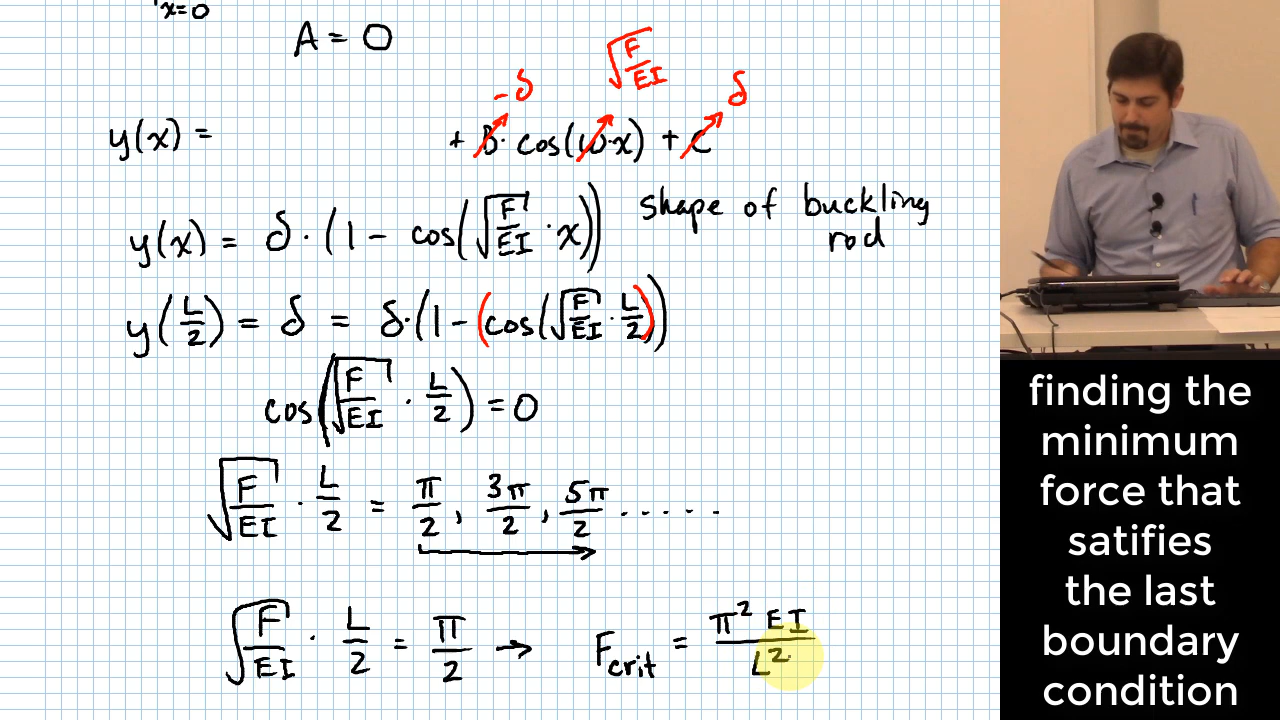 x=0
A = 0
-δ √(F/EI) δ
y(x) = + B· cos(ω·x) + C
y(x) = δ · (1 - cos(√(F/EI) · x)) shape of buckling
rod
y(L/2) = δ = δ·(1 - (cos(√(F/EI) · L/2)))
cos(√(F/EI) · L/2) = 0
√(F/EI) · L/2 = π/2, 3π/2, 5π/2 ......
√(F/EI) · L/2 = π/2 → Fcrit = π² EI / L²
finding the
minimum
force that
satifies
the last
boundary
condition